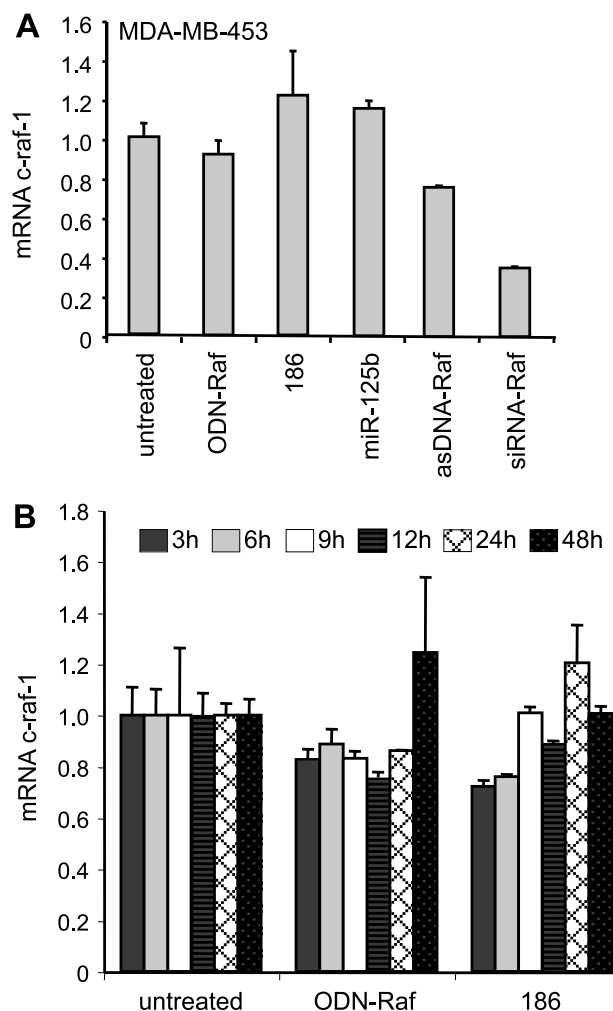 A
MDA-MB-453
mRNA c-raf-1
1.6
1.4
1.2
1.0
0.8
0.6
0.4
0.2
0
untreated
ODN-Raf
186
miR-125b
asDNA-Raf
siRNA-Raf
B
mRNA c-raf-1
1.8
1.6
1.4
1.2
1.0
0.8
0.6
0.4
0.2
0
3h 6h 9h 12h 24h 48h
untreated ODN-Raf 186